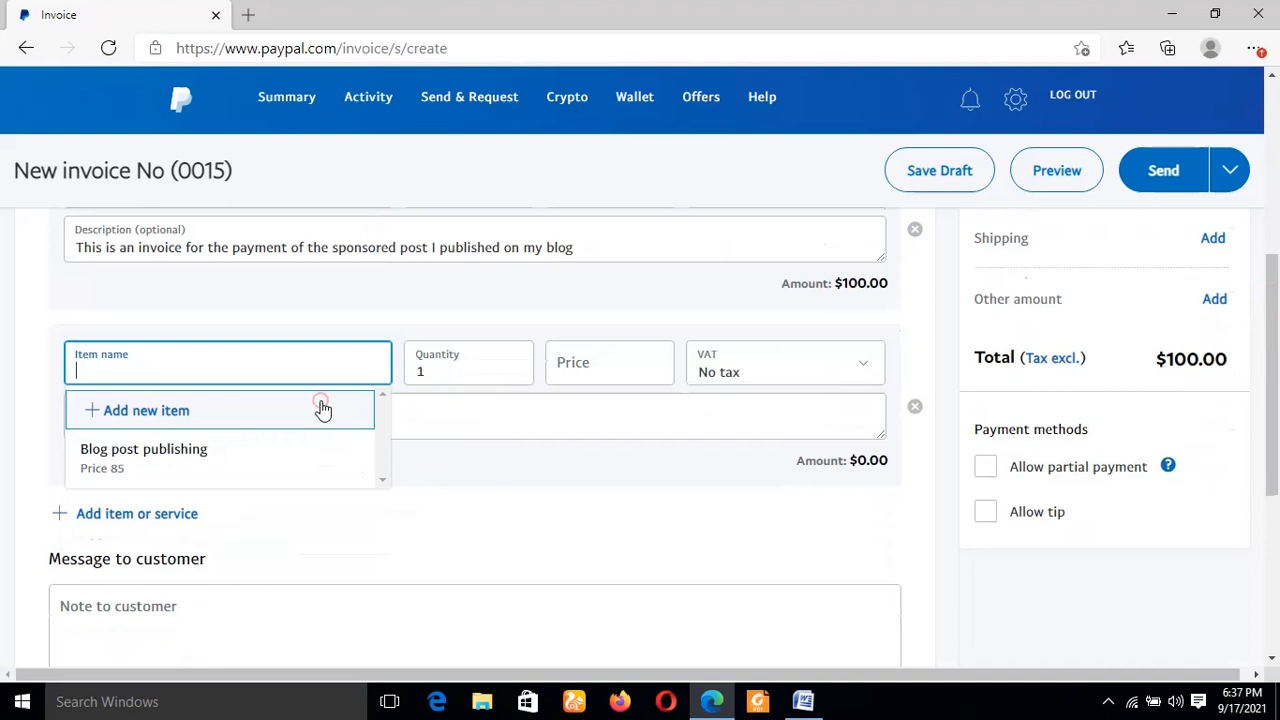 Invoice
https://www.paypal.com/invoice/s/create
Summary
Activity
Send & Request
Crypto
Wallet
Offers
Help
LOG OUT
New invoice No (0015)
Save Draft
Preview
Send
Description (optional)
This is an invoice for the payment of the sponsored post I published on my blog
Amount: $100.00
Item name
Quantity
1
Price
VAT
No tax
+ Add new item
Blog post publishing
Price 85
Amount: $0.00
+ Add item or service
Message to customer
Note to customer
Shipping
Add
Other amount
Add
Total (Tax excl.)
$100.00
Payment methods
Allow partial payment
?
Allow tip
Search Windows
6:37 PM
9/17/2021